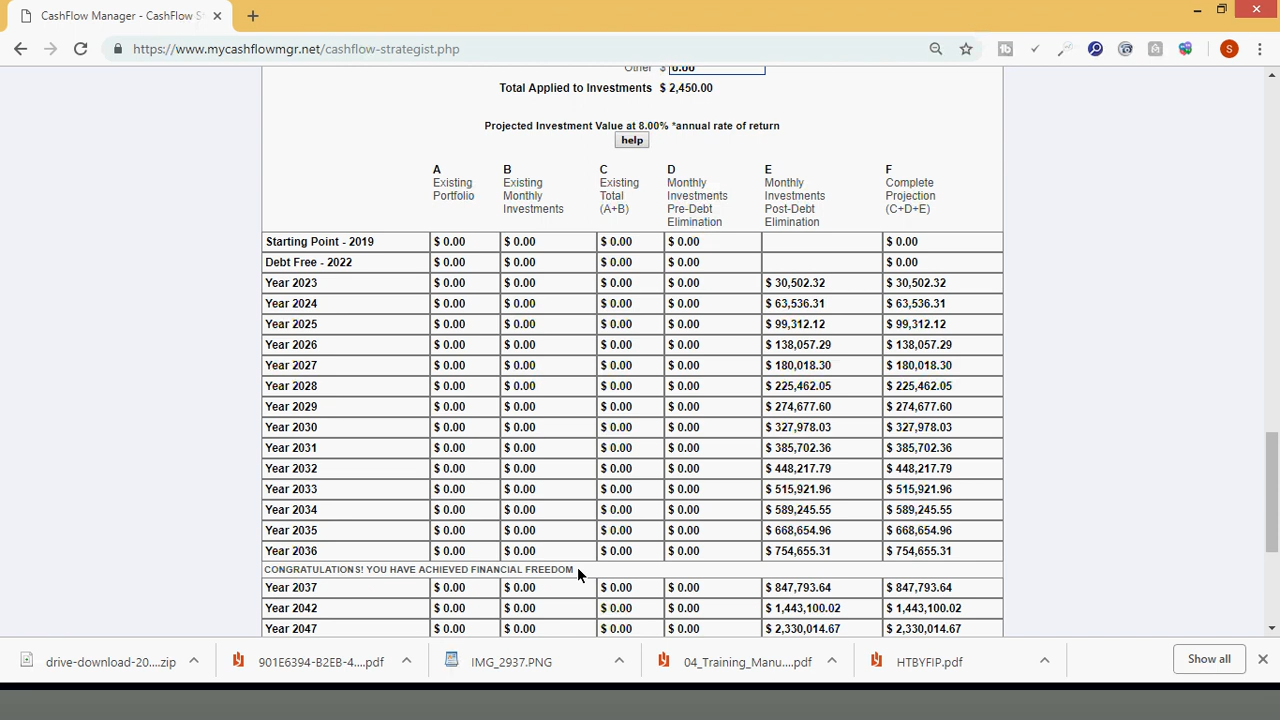 CashFlow Manager - CashFlow S
https://www.mycashflowmgr.net/cashflow-strategist.php
S
Other $ 0.00
Total Applied to Investments $ 2,450.00
Projected Investment Value at 8.00% *annual rate of return
help
A Existing Portfolio
B Existing Monthly Investments
C Existing Total (A+B)
D Monthly Investments Pre-Debt Elimination
E Monthly Investments Post-Debt Elimination
F Complete Projection (C+D+E)
Starting Point - 2019 $ 0.00 $ 0.00 $ 0.00 $ 0.00 $ 0.00
Debt Free - 2022 $ 0.00 $ 0.00 $ 0.00 $ 0.00 $ 0.00
Year 2023 $ 0.00 $ 0.00 $ 0.00 $ 0.00 $ 30,502.32 $ 30,502.32
Year 2024 $ 0.00 $ 0.00 $ 0.00 $ 0.00 $ 63,536.31 $ 63,536.31
Year 2025 $ 0.00 $ 0.00 $ 0.00 $ 0.00 $ 99,312.12 $ 99,312.12
Year 2026 $ 0.00 $ 0.00 $ 0.00 $ 0.00 $ 138,057.29 $ 138,057.29
Year 2027 $ 0.00 $ 0.00 $ 0.00 $ 0.00 $ 180,018.30 $ 180,018.30
Year 2028 $ 0.00 $ 0.00 $ 0.00 $ 0.00 $ 225,462.05 $ 225,462.05
Year 2029 $ 0.00 $ 0.00 $ 0.00 $ 0.00 $ 274,677.60 $ 274,677.60
Year 2030 $ 0.00 $ 0.00 $ 0.00 $ 0.00 $ 327,978.03 $ 327,978.03
Year 2031 $ 0.00 $ 0.00 $ 0.00 $ 0.00 $ 385,702.36 $ 385,702.36
Year 2032 $ 0.00 $ 0.00 $ 0.00 $ 0.00 $ 448,217.79 $ 448,217.79
Year 2033 $ 0.00 $ 0.00 $ 0.00 $ 0.00 $ 515,921.96 $ 515,921.96
Year 2034 $ 0.00 $ 0.00 $ 0.00 $ 0.00 $ 589,245.55 $ 589,245.55
Year 2035 $ 0.00 $ 0.00 $ 0.00 $ 0.00 $ 668,654.96 $ 668,654.96
Year 2036 $ 0.00 $ 0.00 $ 0.00 $ 0.00 $ 754,655.31 $ 754,655.31
CONGRATULATIONS! YOU HAVE ACHIEVED FINANCIAL FREEDOM
Year 2037 $ 0.00 $ 0.00 $ 0.00 $ 0.00 $ 847,793.64 $ 847,793.64
Year 2042 $ 0.00 $ 0.00 $ 0.00 $ 0.00 $ 1,443,100.02 $ 1,443,100.02
Year 2047 $ 0.00 $ 0.00 $ 0.00 $ 0.00 $ 2,330,014.67 $ 2,330,014.67
drive-download-20....zip 901E6394-B2EB-4....pdf IMG_2937.PNG 04_Training_Manu....pdf HTBYFIP.pdf Show all